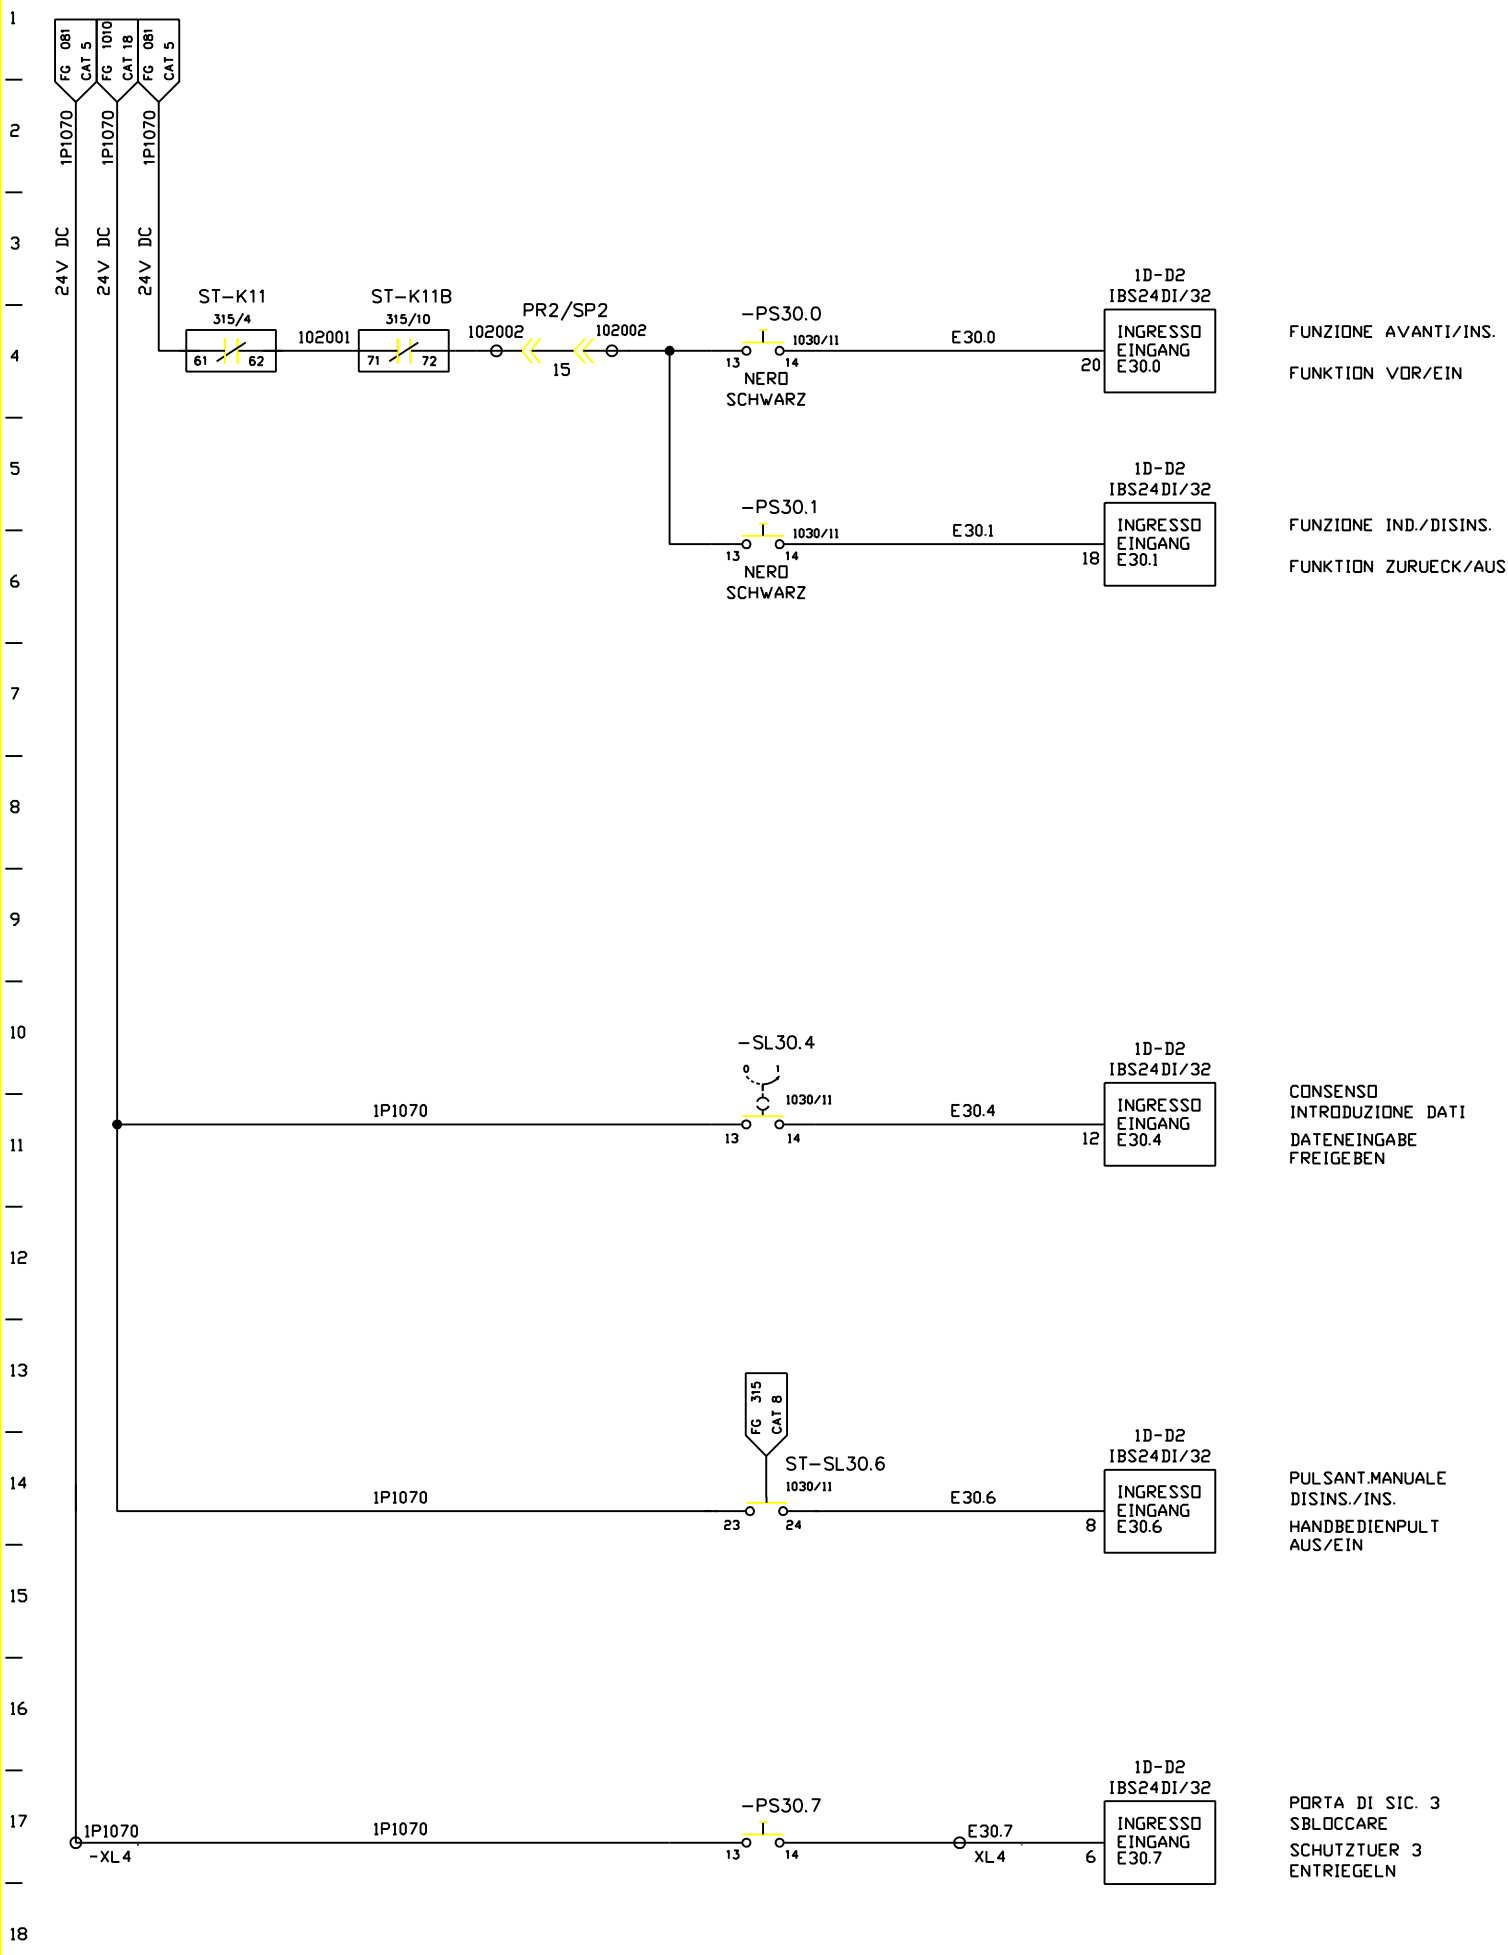 1
FG 081
CAT 5
FG 1010
CAT 18
FG 081
CAT 5
2
1P1070
1P1070
1P1070
3
24V DC
24V DC
24V DC
1D-D2
IBS24DI/32
ST-K11
315/4
61
62
102001
ST-K11B
315/10
71
72
102002
PR2/SP2
15
102002
-PS30.0
1030/11
13
14
NERO
SCHWARZ
E30.0
20
INGRESSO
EINGANG
E30.0
FUNZIONE AVANTI/INS.
FUNKTION VOR/EIN
4
5
1D-D2
IBS24DI/32
-PS30.1
1030/11
13
14
NERO
SCHWARZ
E30.1
18
INGRESSO
EINGANG
E30.1
FUNZIONE IND./DISINS.
FUNKTION ZURUECK/AUS
6
7
8
9
10
-SL30.4
0
1
1030/11
1D-D2
IBS24DI/32
1P1070
13
14
E30.4
12
INGRESSO
EINGANG
E30.4
CONSENSO
INTRODUZIONE DATI
DATENEINGABE
FREIGEBEN
11
12
13
FG 315
CAT 8
1D-D2
IBS24DI/32
14
ST-SL30.6
1030/11
1P1070
23
24
E30.6
8
INGRESSO
EINGANG
E30.6
PULSANT.MANUALE
DISINS./INS.
HANDBEDIENPULT
AUS/EIN
15
16
1D-D2
IBS24DI/32
17
1P1070
-XL4
1P1070
-PS30.7
13
14
E30.7
XL4
6
INGRESSO
EINGANG
E30.7
PORTA DI SIC. 3
SBLOCCARE
SCHUTZTUER 3
ENTRIEGELN
18